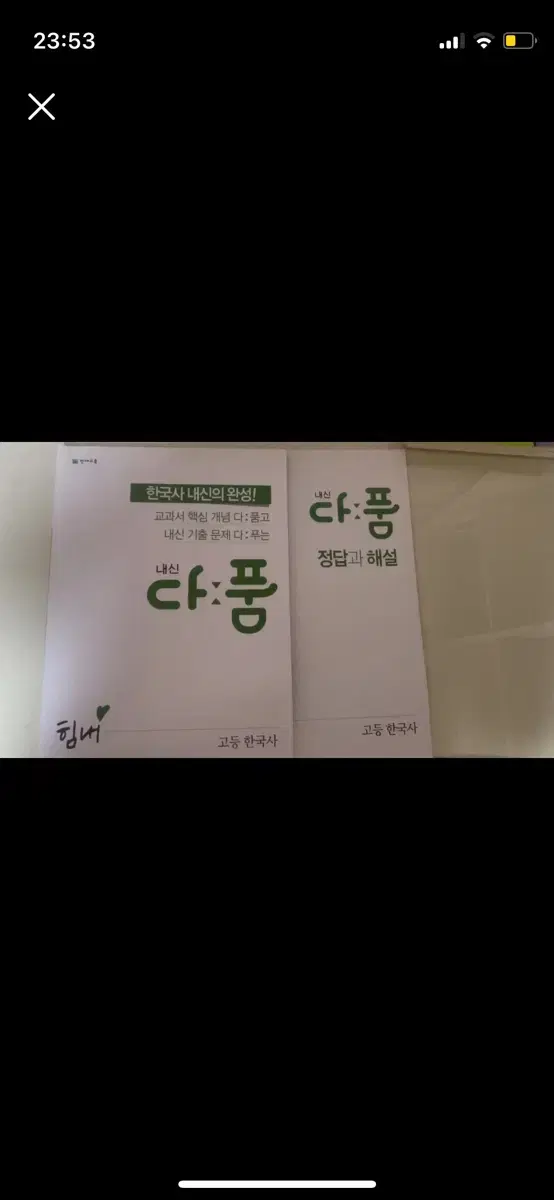 23:53
한국사 내신의 완성!
교과서 핵심 개념 다:품고
내신 기출 문제 다:푸는
내신
다:품
힘내
고등 한국사
내신
다:품
정답과 해설
고등 한국사